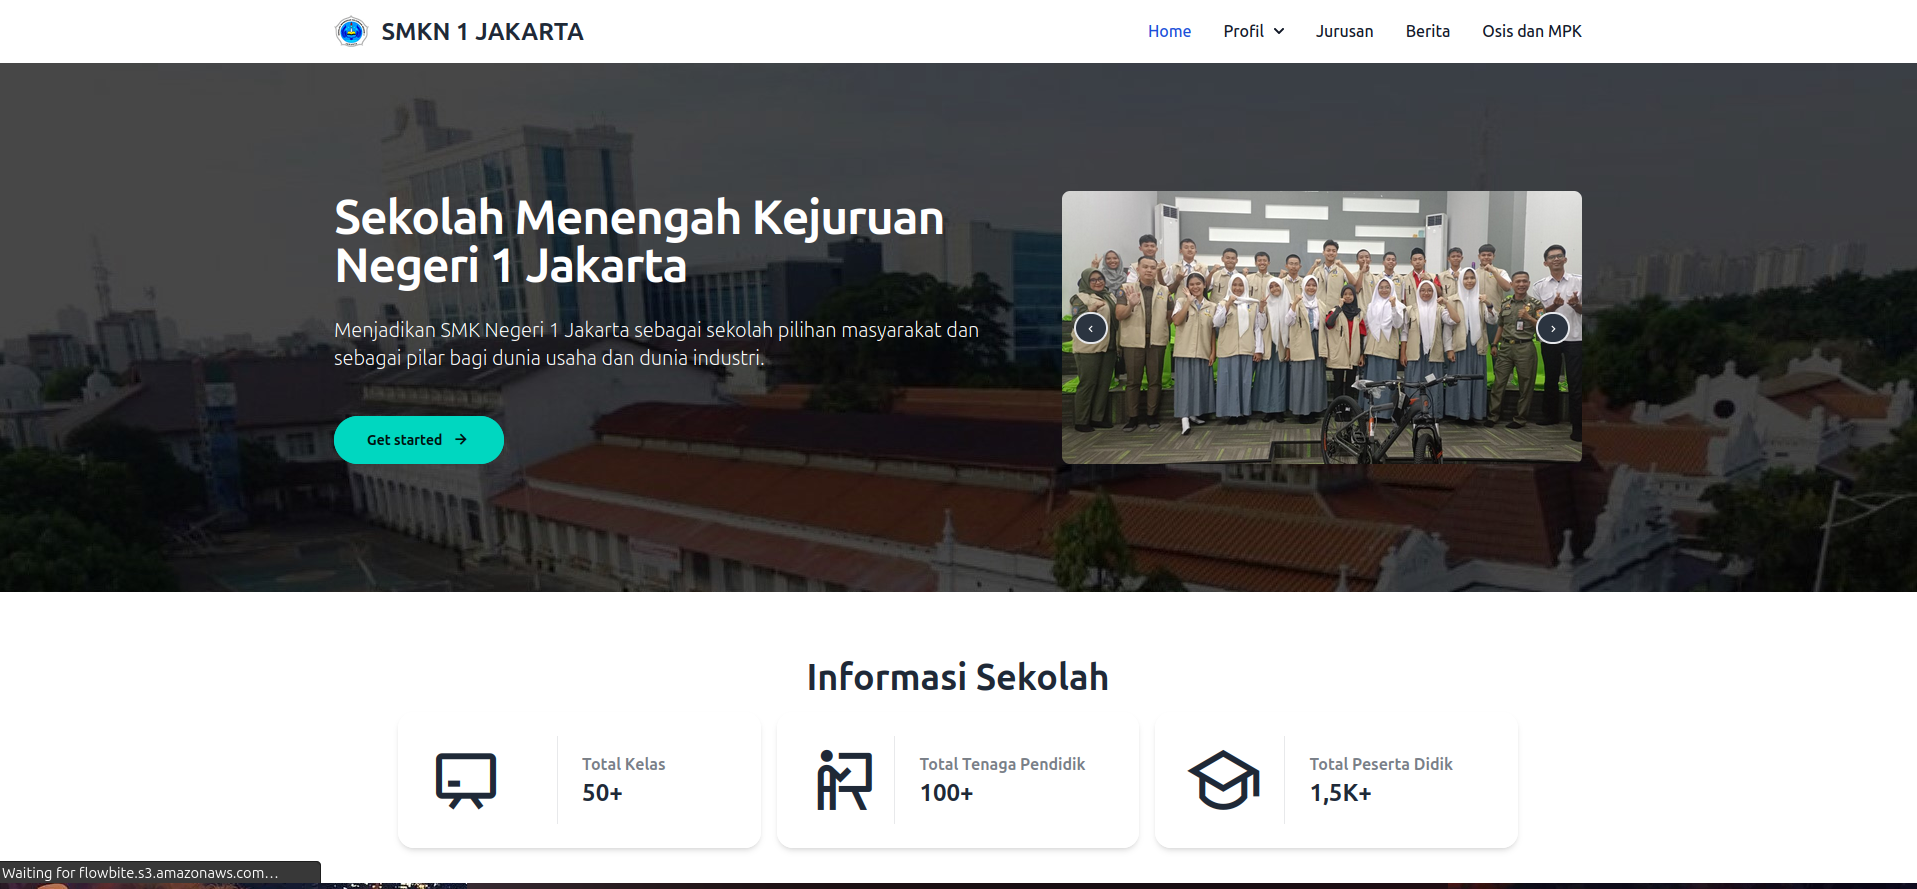 SMKN 1 JAKARTA
Home Profil Jurusan Berita Osis dan MPK
Sekolah Menengah Kejuruan
Negeri 1 Jakarta
Menjadikan SMK Negeri 1 Jakarta sebagai sekolah pilihan masyarakat dan
sebagai pilar bagi dunia usaha dan dunia industri.
Get started →
Informasi Sekolah
Total Kelas
50+
Total Tenaga Pendidik
100+
Total Peserta Didik
1,5K+
Waiting for flowbite.s3.amazonaws.com…